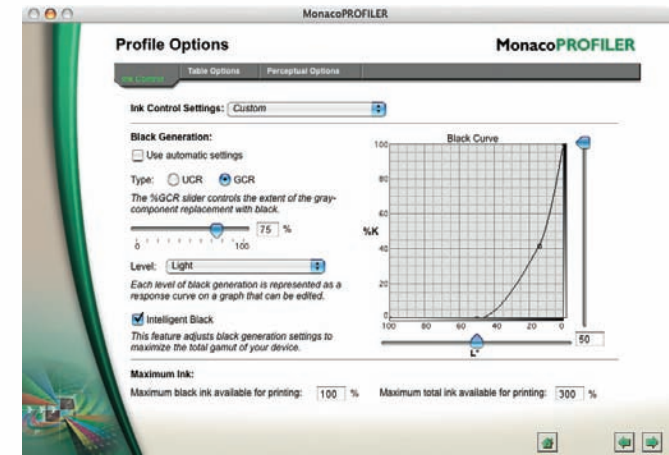 MonacoPROFILER
Profile Options
MonacoPROFILER
Ink Control
Table Options
Perceptual Options
Ink Control Settings: Custom
Black Generation:
Use automatic settings
Type: UCR GCR
The %GCR slider controls the extent of the gray-
component replacement with black.
75 %
0 100
Level: Light
Each level of black generation is represented as a
response curve on a graph that can be edited.
Intelligent Black
This feature adjusts black generation settings to
maximize the total gamut of your device.
Black Curve
100
80
60
%K
40
20
0
100 80 60 40 20 0
L*
50
Maximum Ink:
Maximum black ink available for printing: 100 %
Maximum total ink available for printing: 300 %